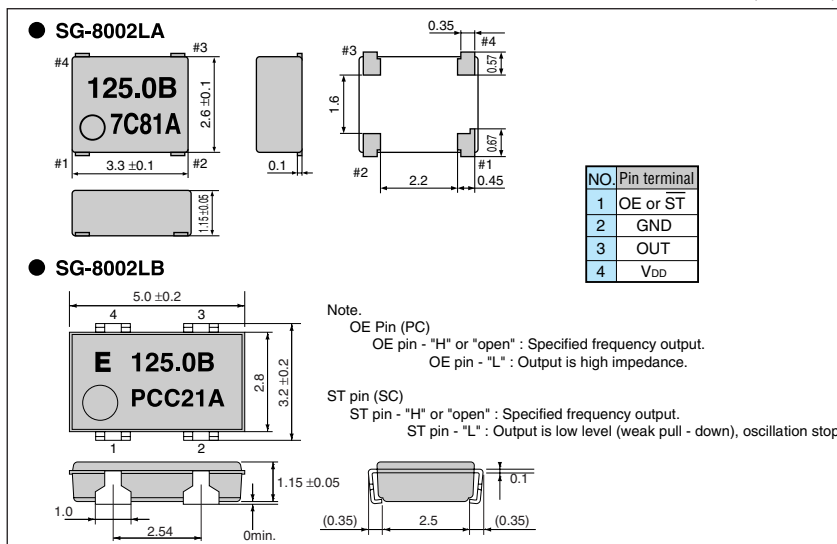 ● SG-8002LA
#4
#3
125.0B
7C81A
#1
#2
3.3 ±0.1
2.6 ±0.1
0.1
1.15 ±0.05
0.35
#3
#4
0.57
1.6
0.67
#2
#1
2.2
0.45
NO. Pin terminal
1 OE or S̅T̅
2 GND
3 OUT
4 VDD
● SG-8002LB
5.0 ±0.2
4
3
E 125.0B
PCC21A
1
2
2.8
3.2 ±0.2
1.15 ±0.05
1.0
2.54
0min.
0.1
(0.35)
2.5
(0.35)
Note.
OE Pin (PC)
OE pin - "H" or "open" : Specified frequency output.
OE pin - "L" : Output is high impedance.
ST pin (SC)
ST pin - "H" or "open" : Specified frequency output.
ST pin - "L" : Output is low level (weak pull - down), oscillation stop